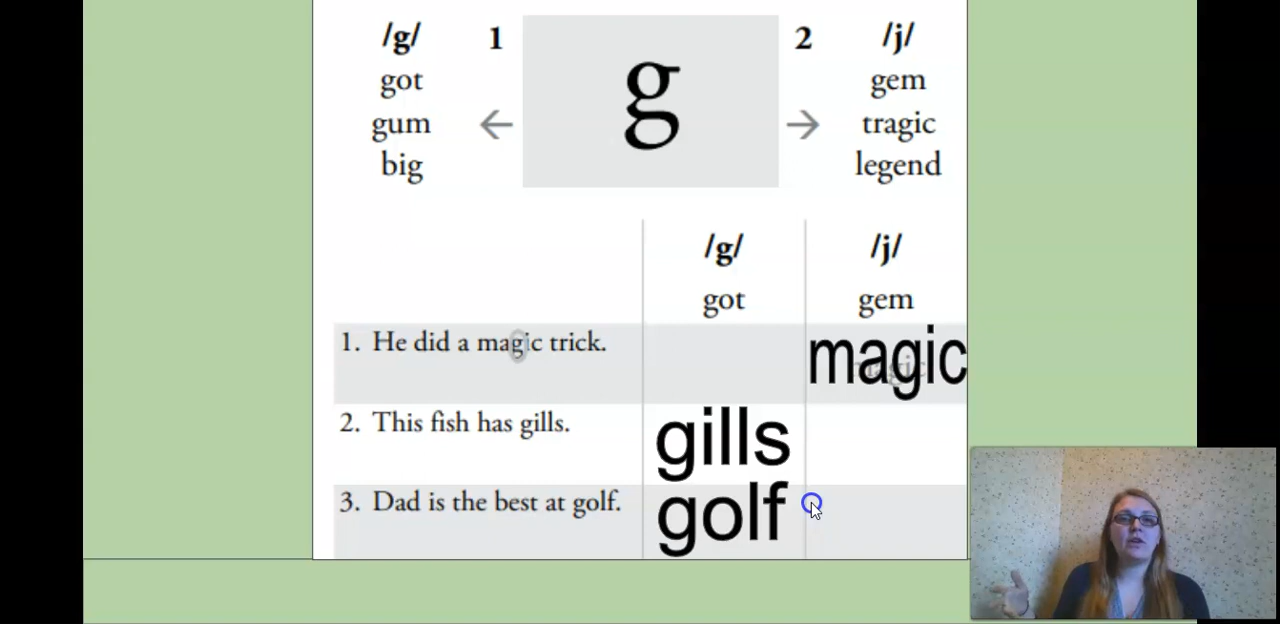 /g/ 1 g 2 /j/
got gem
gum ← → tragic
big legend
/g/ /j/
got gem
1. He did a magic trick. magic
2. This fish has gills. gills
3. Dad is the best at golf. golf